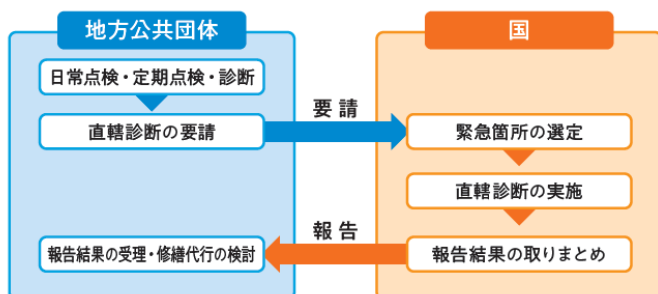 地方公共団体
国
日常点検・定期点検・診断
直轄診断の要請
要請
緊急箇所の選定
直轄診断の実施
報告
報告結果の受理・修繕代行の検討
報告結果の取りまとめ